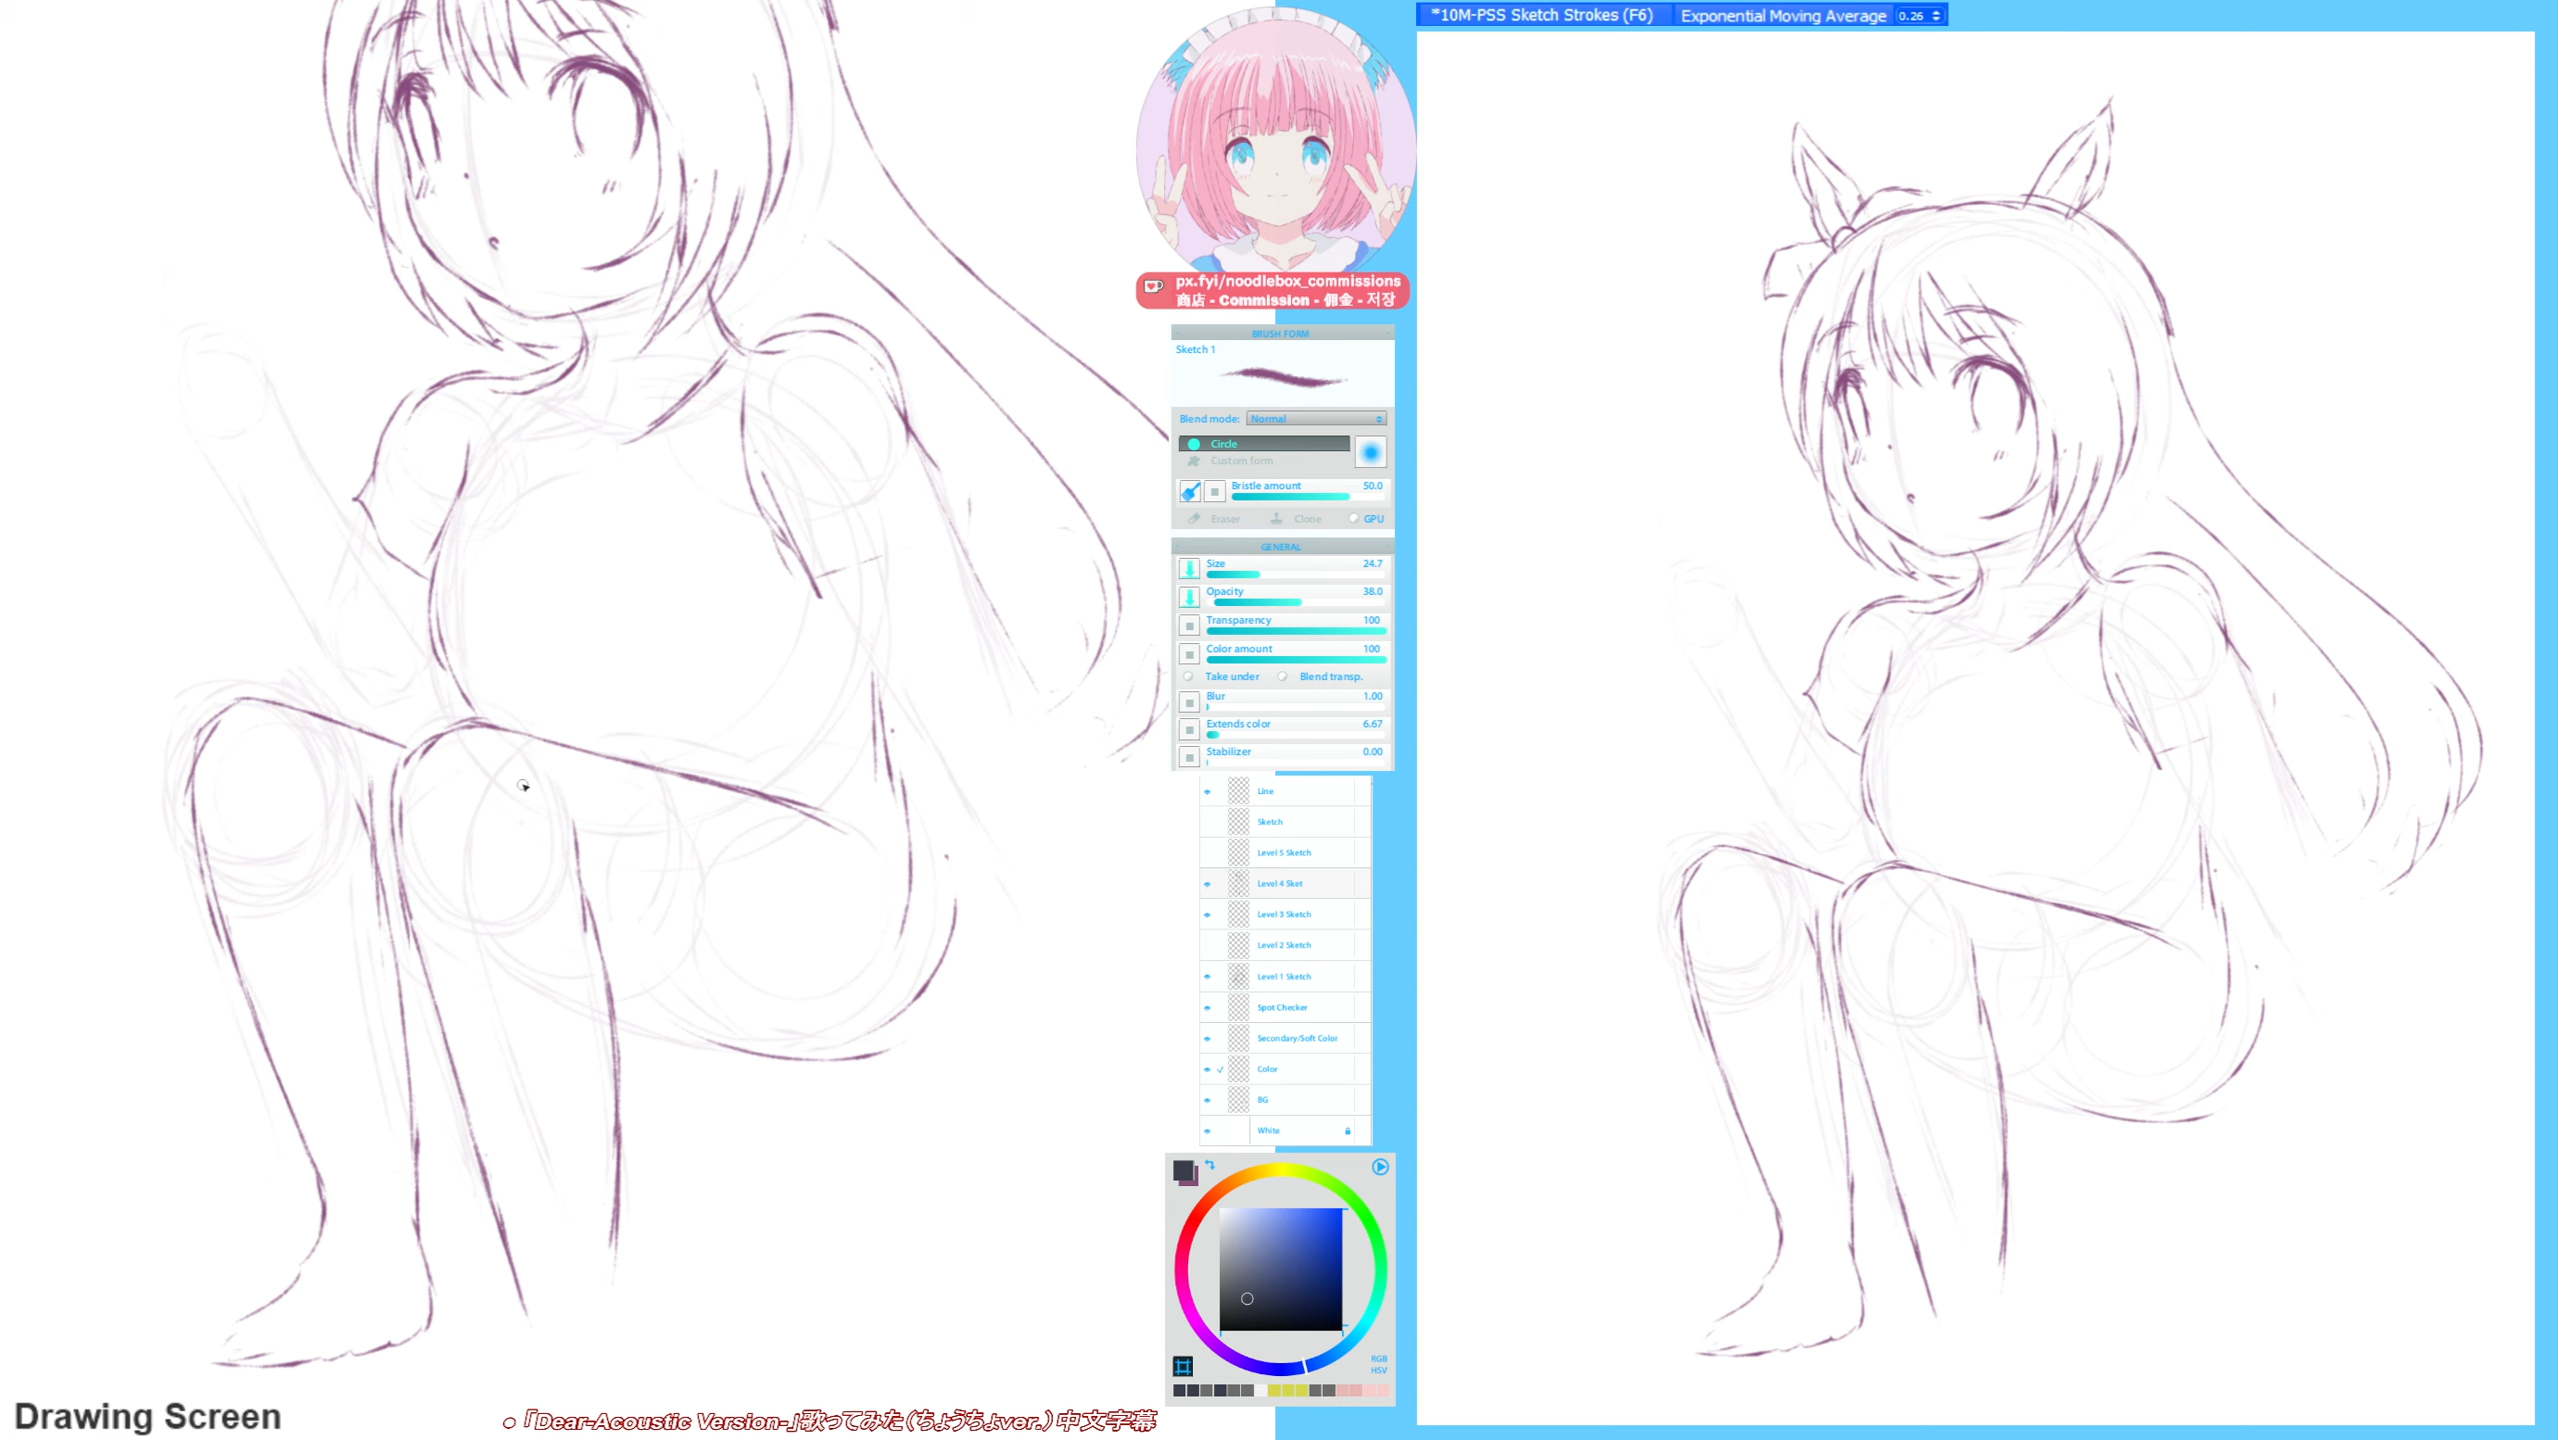 *10M-PSS Sketch Strokes (F6)
Exponential Moving Average 0.26
px.fyi/noodlebox_commissions
商店 - Commission - 佣金 - 저장
BRUSH FORM
Sketch 1
Blend mode: Normal
Circle
Custom form
Bristle amount 50.0
Eraser Clone GPU
GENERAL
Size 24.7
Opacity 38.0
Transparency 100
Color amount 100
Take under Blend transp.
Blur 1.00
Extends color 6.67
Stabilizer 0.00
Line
Sketch
Level 5 Sketch
Level 4 Sket
Level 3 Sketch
Level 2 Sketch
Level 1 Sketch
Spot Checker
Secondary/Soft Color
Color
BG
White
RGB
HSV
Drawing Screen
●「Dear-Acoustic Version-」歌ってみた（ちょうちょver.）中文字幕